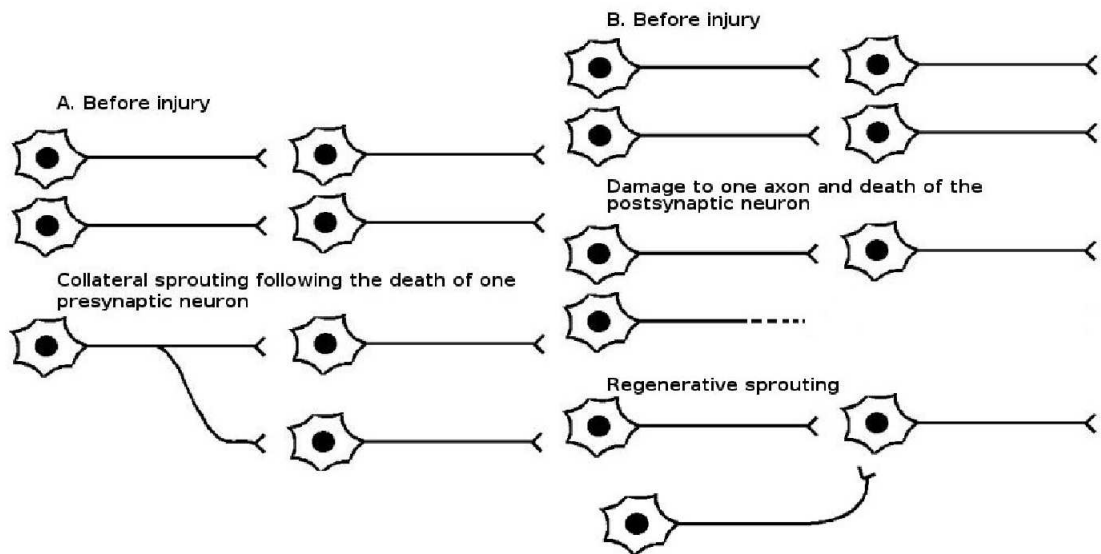 A. Before injury
Collateral sprouting following the death of one
presynaptic neuron
B. Before injury
Damage to one axon and death of the
postsynaptic neuron
Regenerative sprouting